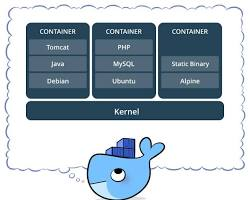 CONTAINER
Tomcat
Java
Debian
CONTAINER
PHP
MySQL
Ubuntu
CONTAINER
Static Binary
Alpine
Kernel